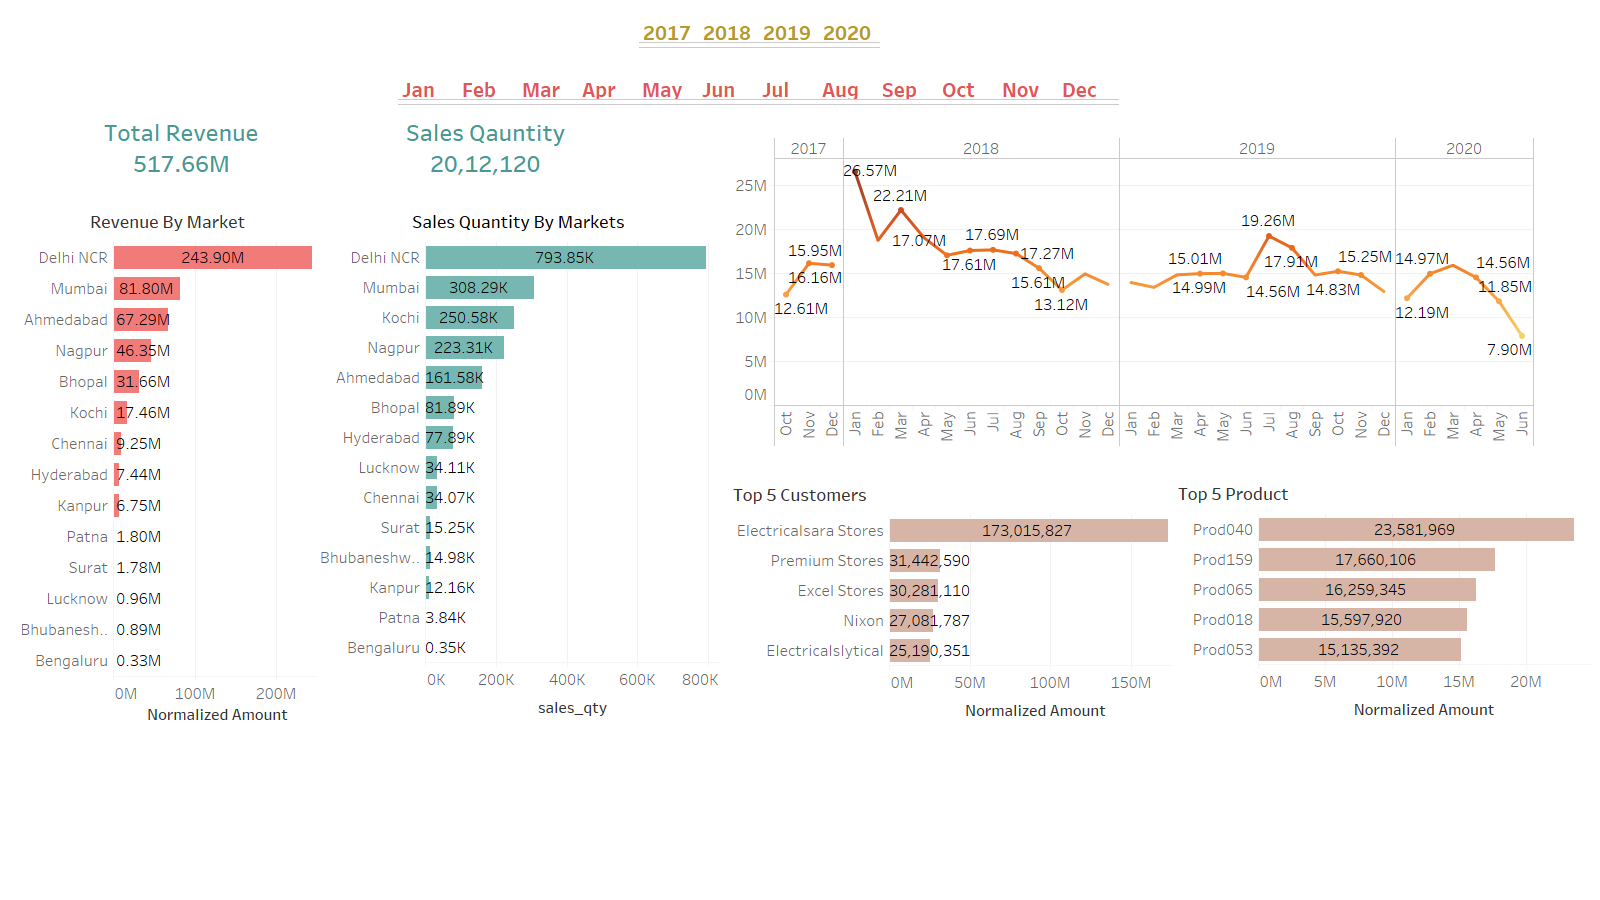 2017 2018 2019 2020
Jan Feb Mar Apr May Jun Jul Aug Sep Oct Nov Dec
Total Revenue
517.66M
Sales Qauntity
20,12,120
Revenue By Market
Delhi NCR 243.90M
Mumbai 81.80M
Ahmedabad 67.29M
Nagpur 46.35M
Bhopal 31.66M
Kochi 17.46M
Chennai 9.25M
Hyderabad 7.44M
Kanpur 6.75M
Patna 1.80M
Surat 1.78M
Lucknow 0.96M
Bhubanesh.. 0.89M
Bengaluru 0.33M
0M 100M 200M
Normalized Amount
Sales Quantity By Markets
Delhi NCR 793.85K
Mumbai 308.29K
Kochi 250.58K
Nagpur 223.31K
Ahmedabad 161.58K
Bhopal 81.89K
Hyderabad 77.89K
Lucknow 34.11K
Chennai 34.07K
Surat 15.25K
Bhubaneshw.. 14.98K
Kanpur 12.16K
Patna 3.84K
Bengaluru 0.35K
0K 200K 400K 600K 800K
sales_qty
2017 2018 2019 2020
25M
20M
15M
10M
5M
0M
12.61M 16.16M 15.95M
26.57M 22.21M 17.07M 17.61M 17.69M 17.27M 15.61M 13.12M
14.99M 15.01M 14.56M 19.26M 17.91M 14.83M 15.25M
12.19M 14.97M 14.56M 11.85M 7.90M
Oct Nov Dec Jan Feb Mar Apr May Jun Jul Aug Sep Oct Nov Dec Jan Feb Mar Apr May Jun Jul Aug Sep Oct Nov Dec Jan Feb Mar Apr May Jun
Top 5 Customers
Electricalsara Stores 173,015,827
Premium Stores 31,442,590
Excel Stores 30,281,110
Nixon 27,081,787
Electricalslytical 25,190,351
0M 50M 100M 150M
Normalized Amount
Top 5 Product
Prod040 23,581,969
Prod159 17,660,106
Prod065 16,259,345
Prod018 15,597,920
Prod053 15,135,392
0M 5M 10M 15M 20M
Normalized Amount